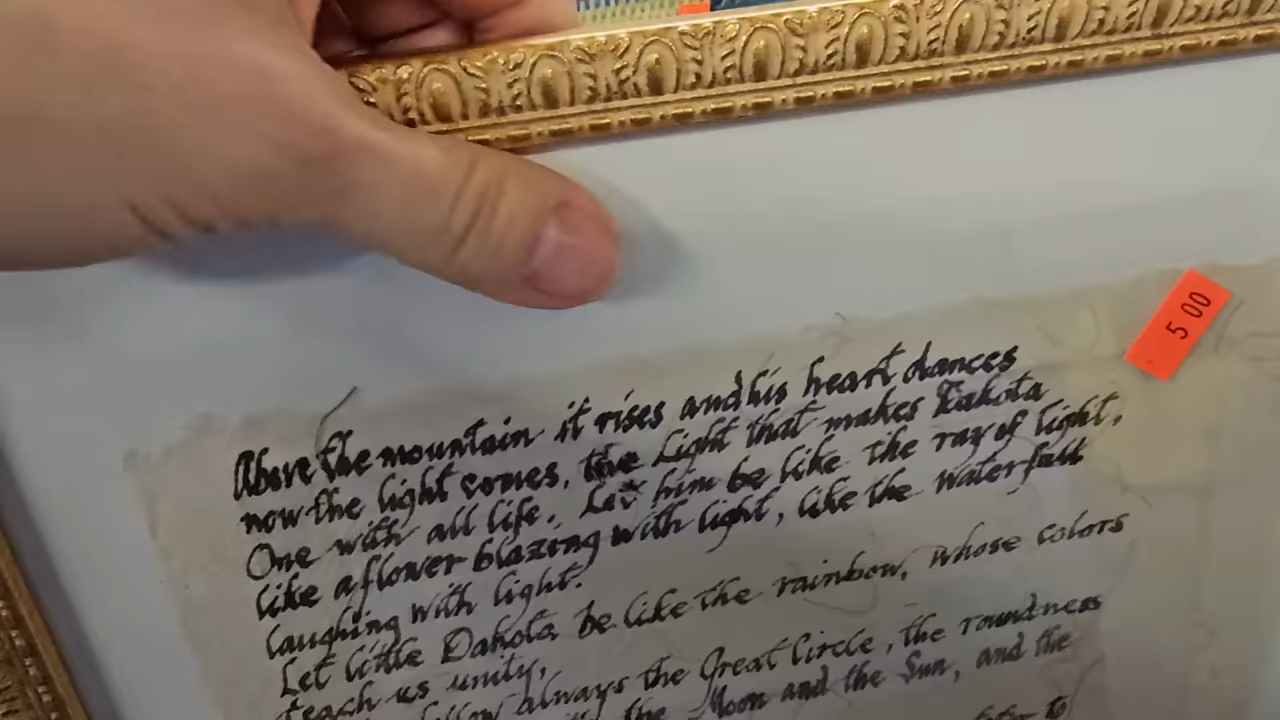 5 00
Above the mountain it rises and his heart dances
now the light comes, the Light that makes Dakota
One with all life. Let him be like the ray of light,
like a flower blazing with light, like the waterfall
laughing with light.
Let little Dakota be like the rainbow, whose colors
teach us unity,
follow always the Great Circle, the roundness
the Moon and the Sun, and the